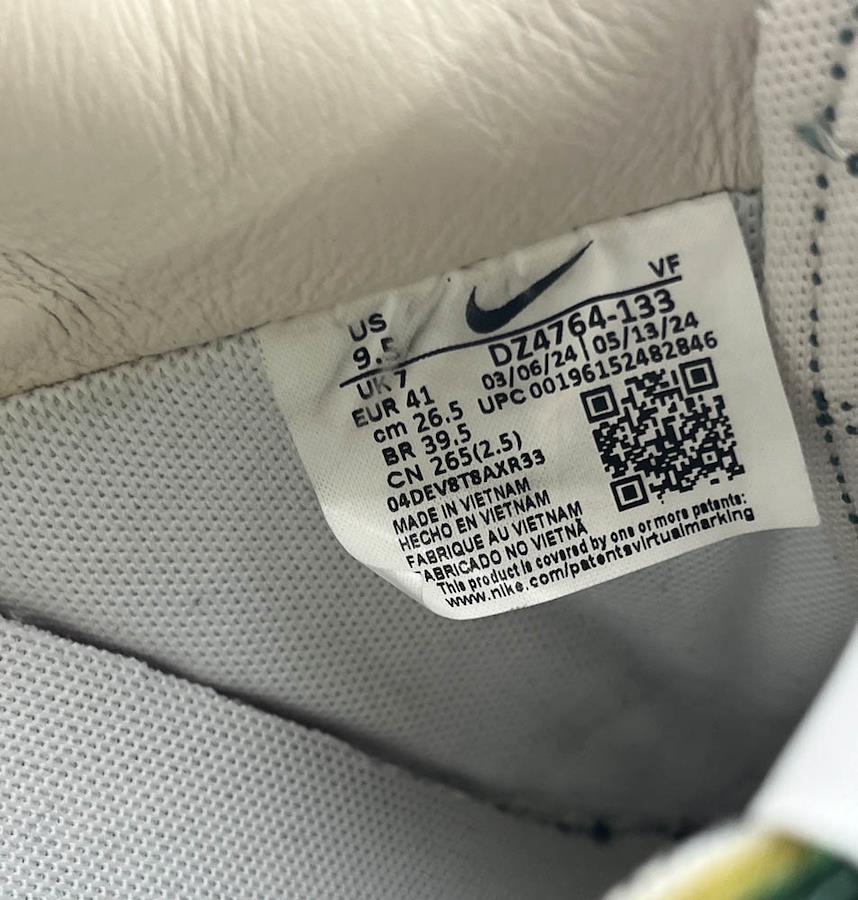 US
9.5
VF
DZ4764-133
03/06/24 | 05/13/24
UPC 00196152482846
UK 7
EUR 41
cm 26.5
BR 39.5
CN 265(2.5)
04DEV8T8AXR33
MADE IN VIETNAM
HECHO EN VIETNAM
FABRIQUE AU VIETNAM
FABRICADO NO VIETNÃ
This product is covered by one or more patents:
www.nike.com/patentsvirtualmarking